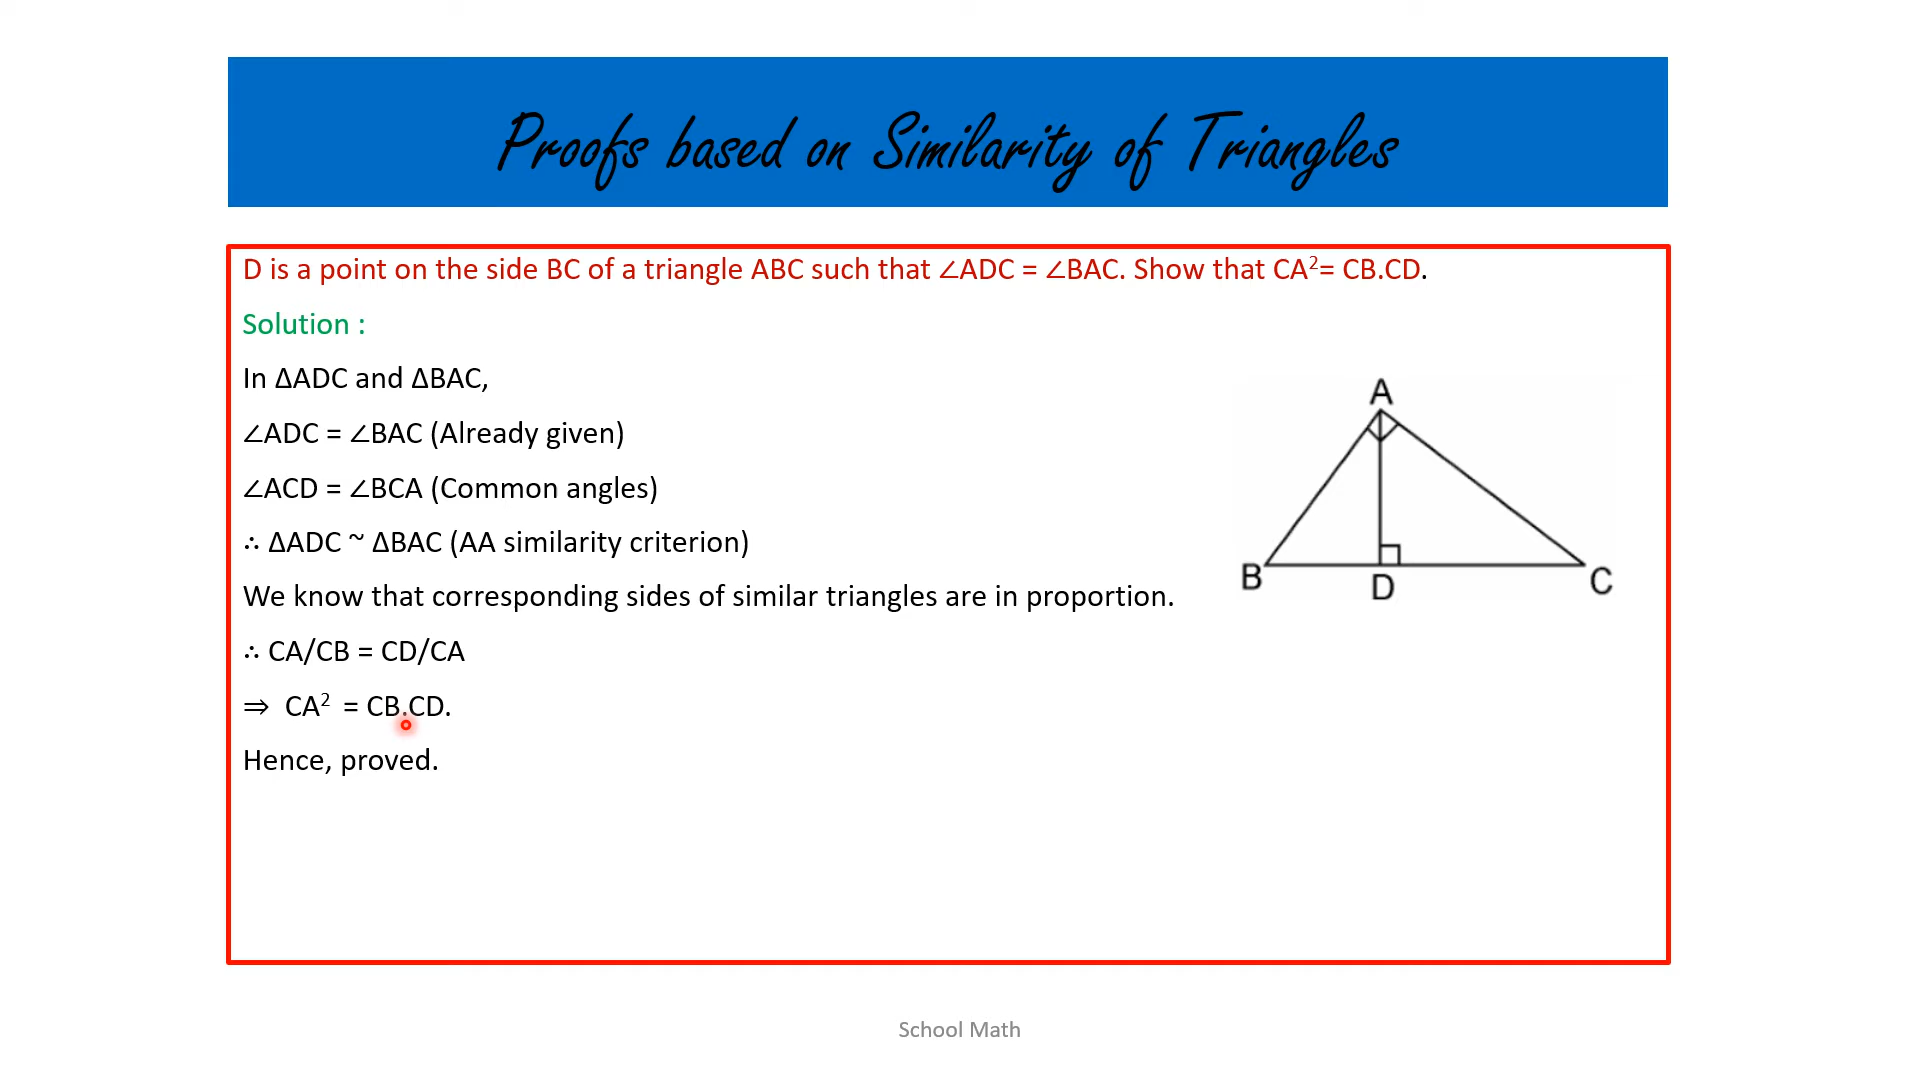 Proofs based on Similarity of Triangles
D is a point on the side BC of a triangle ABC such that ∠ADC = ∠BAC. Show that CA²= CB.CD.
Solution :
In ΔADC and ΔBAC,
∠ADC = ∠BAC (Already given)
∠ACD = ∠BCA (Common angles)
∴ ΔADC ~ ΔBAC (AA similarity criterion)
We know that corresponding sides of similar triangles are in proportion.
∴ CA/CB = CD/CA
⇒ CA² = CB.CD.
Hence, proved.
A
B
D
C
School Math